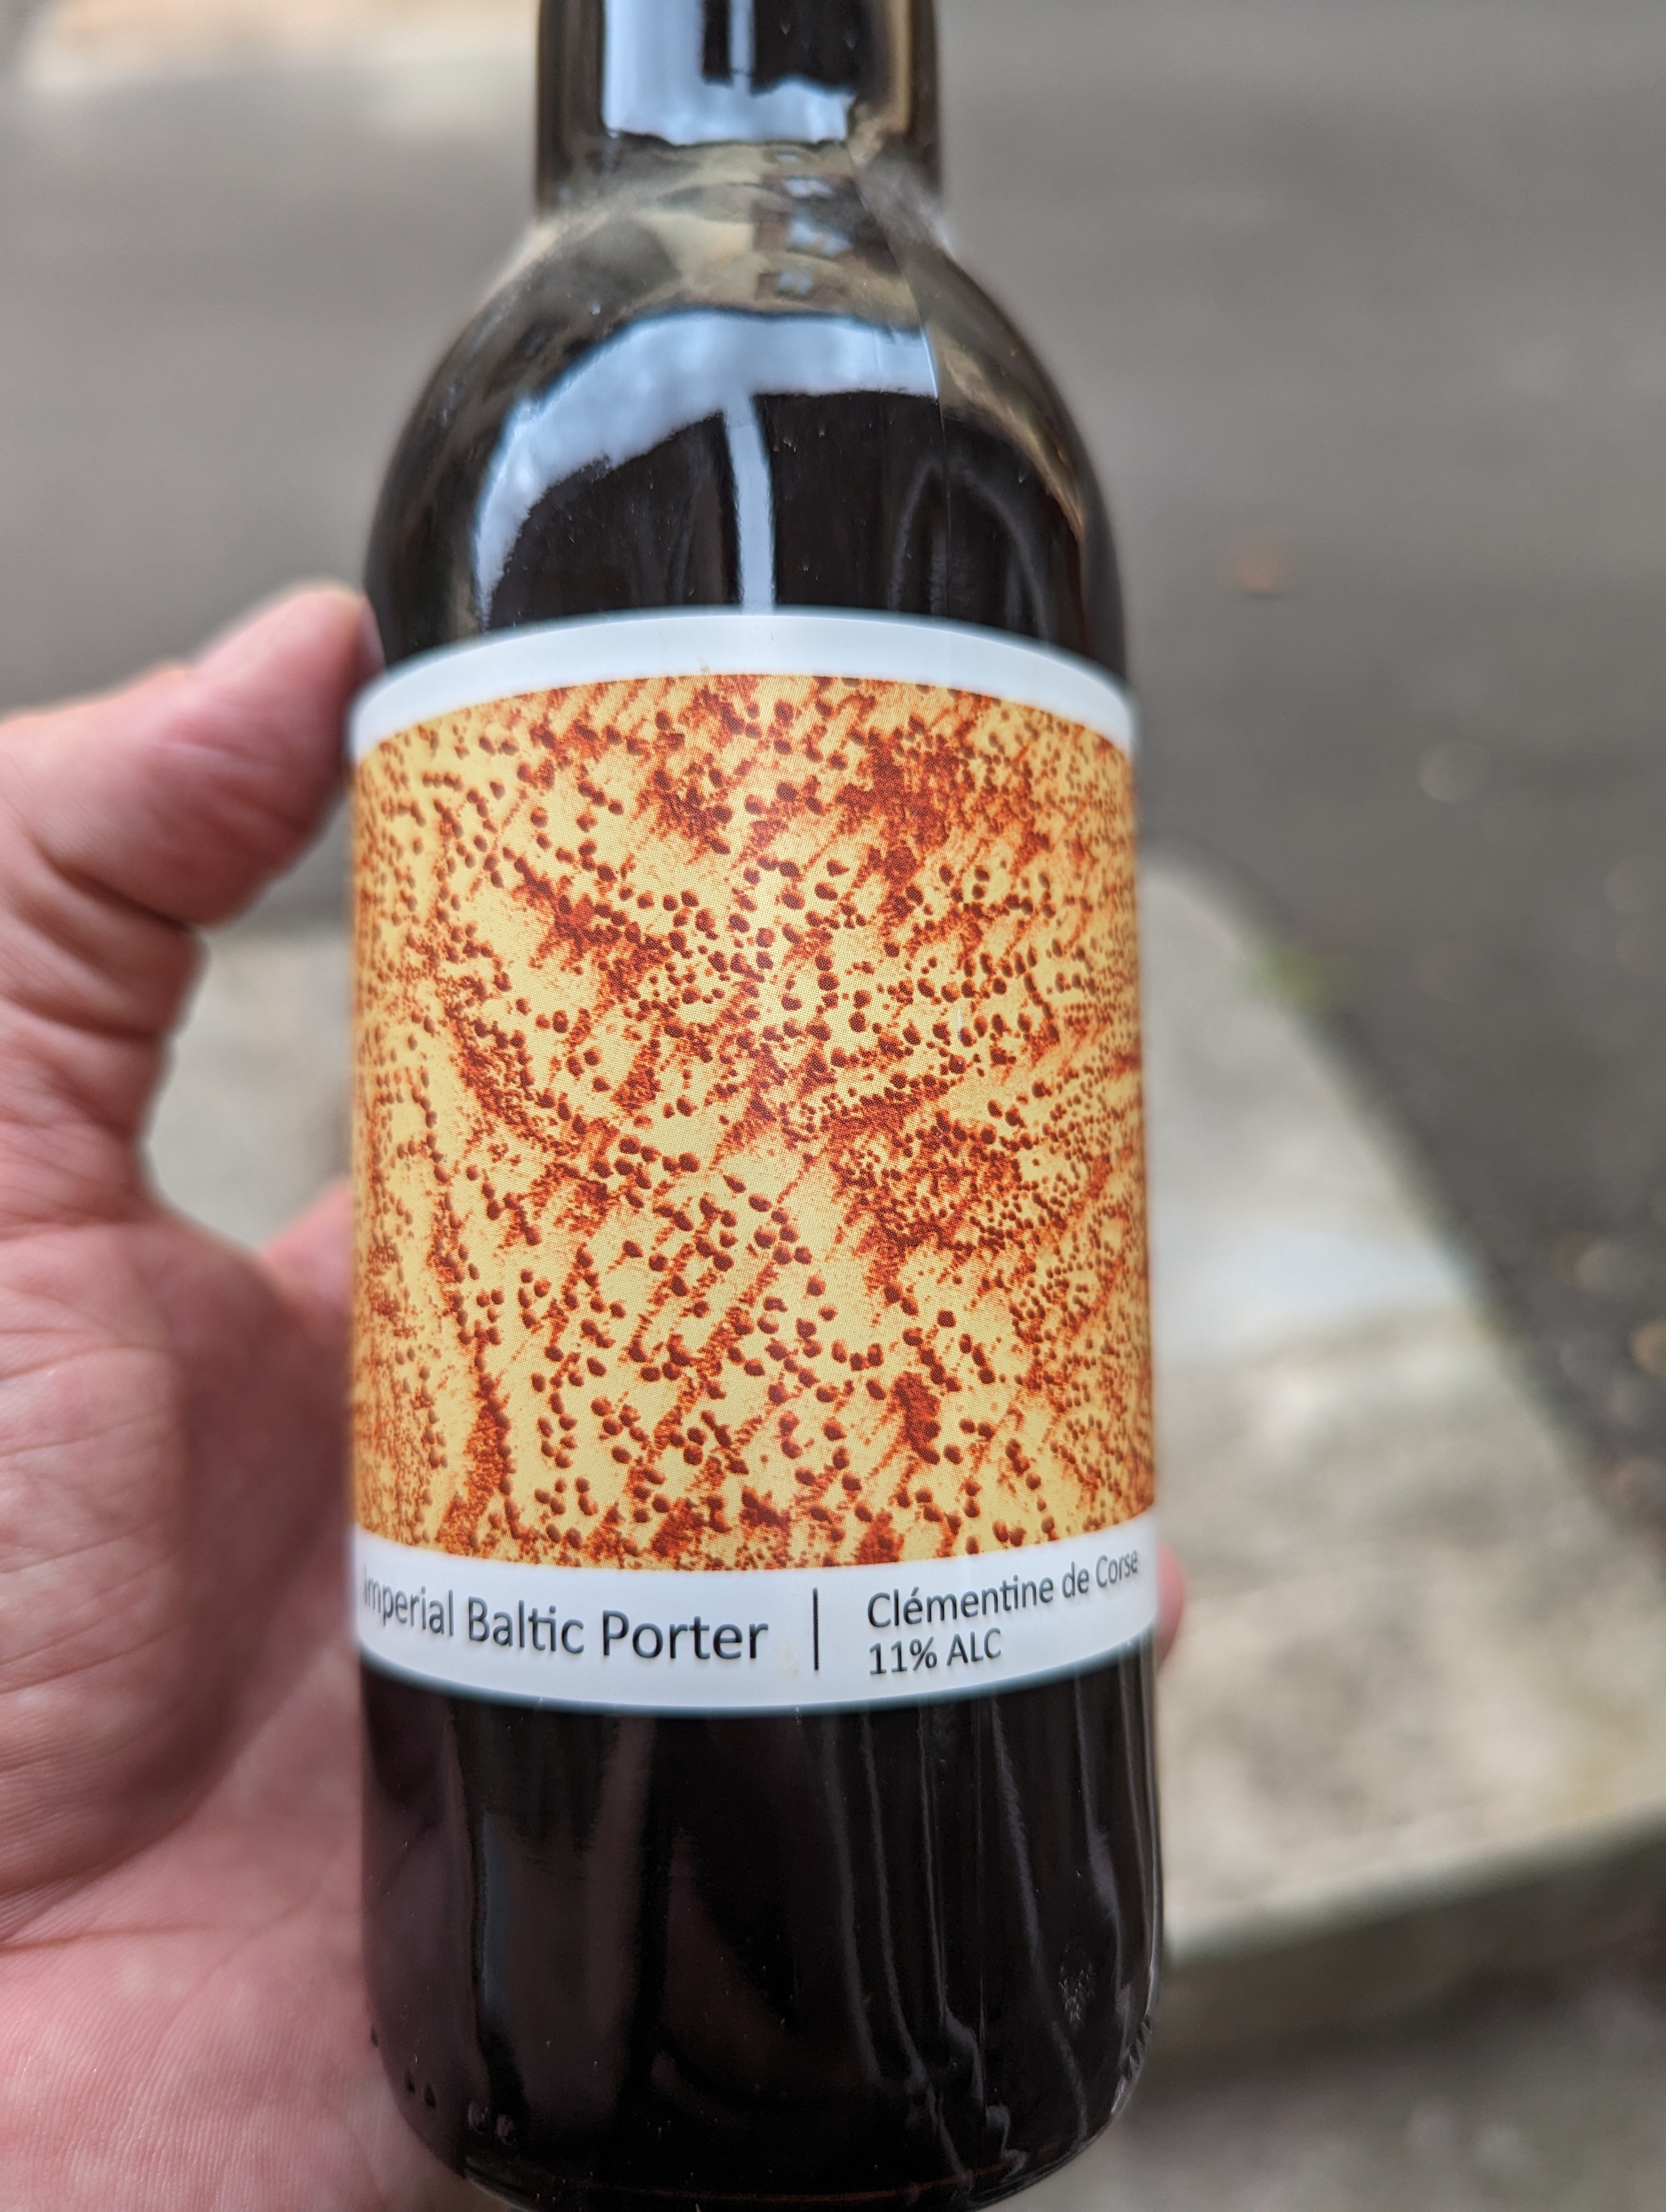 Imperial Baltic Porter
Clémentine de Corse
11% ALC